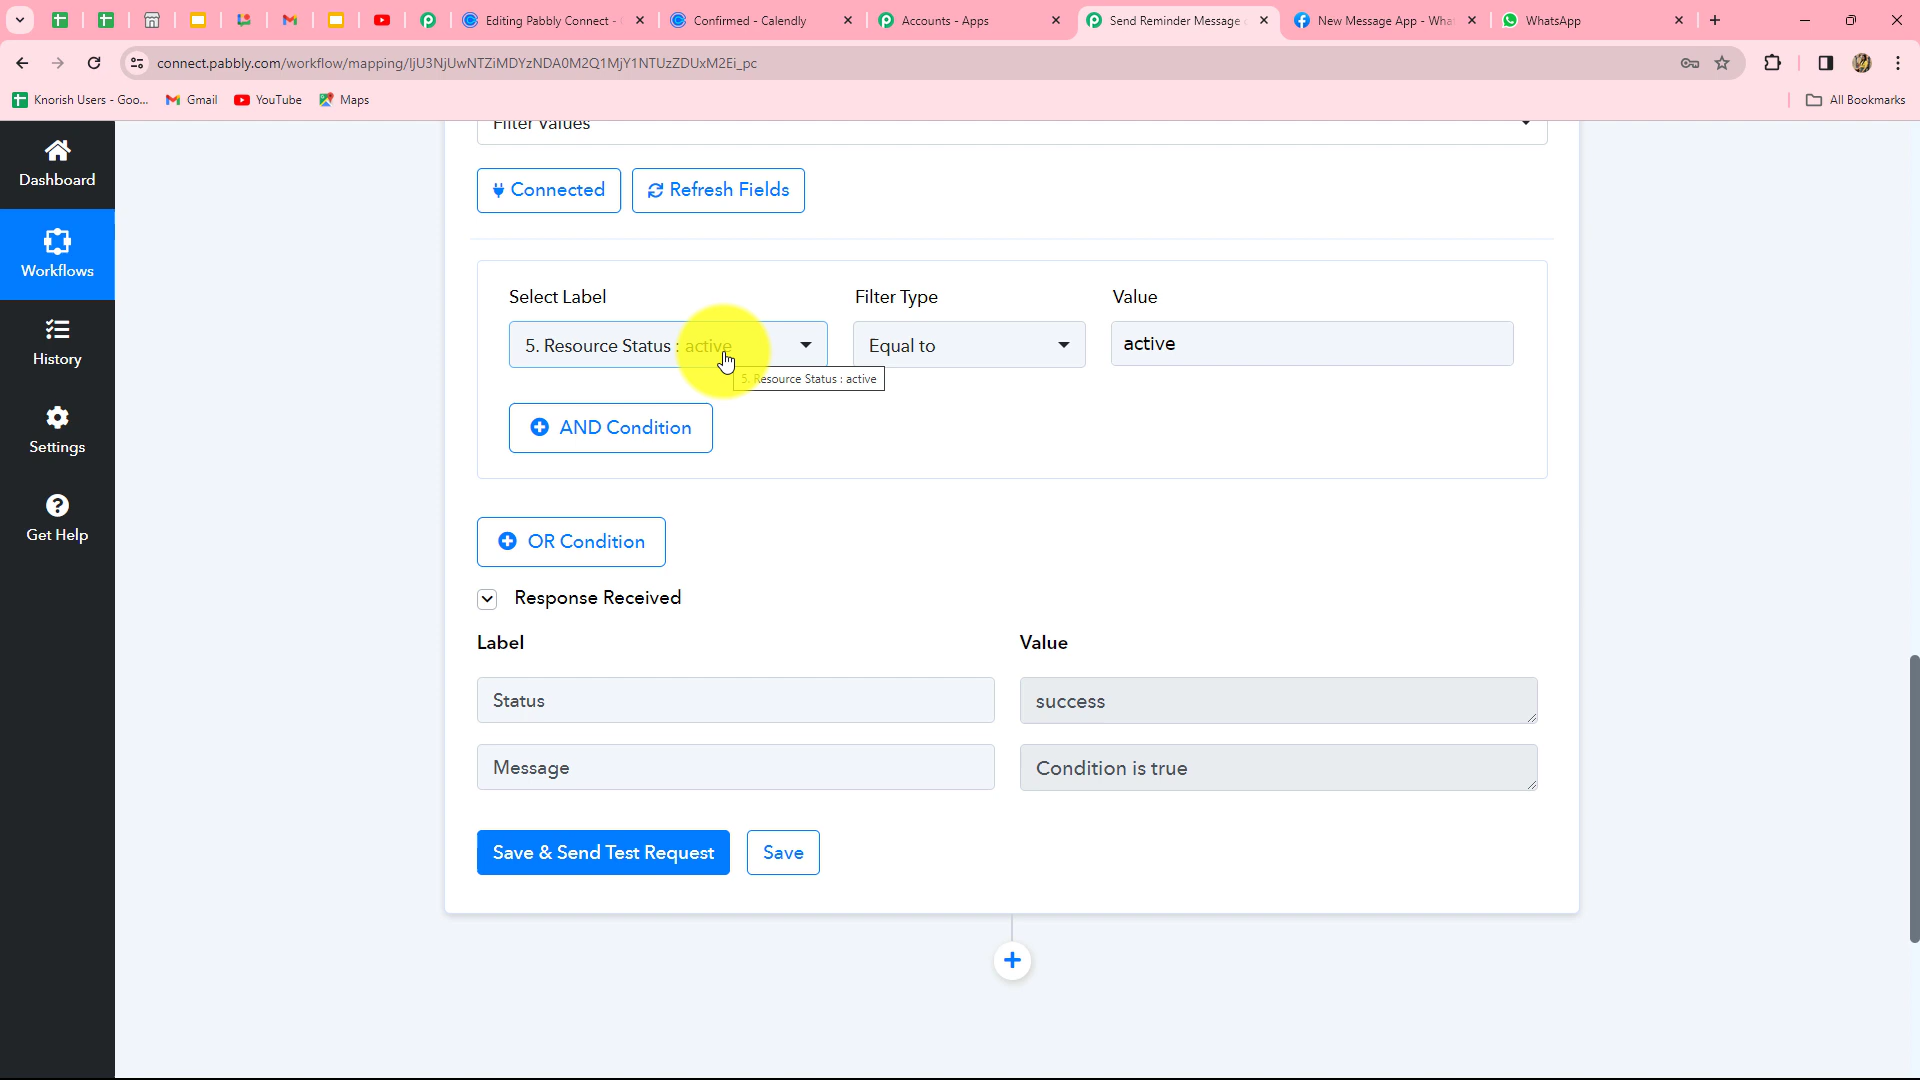 Editing Pabbly Connect -
Confirmed - Calendly
Accounts - Apps
Send Reminder Message
New Message App - Wha
WhatsApp
connect.pabbly.com/workflow/mapping/IjU3NjUwNTZiMDYzNDA0M2Q1MjY1NTUzZDUxM2Ei_pc
Knorish Users - Goo...
Gmail
YouTube
Maps
All Bookmarks
Dashboard
Workflows
History
Settings
Get Help
Filter Values
Connected
Refresh Fields
Select Label
Filter Type
Value
5. Resource Status : active
Equal to
active
5. Resource Status : active
AND Condition
OR Condition
Response Received
Label
Value
Status
success
Message
Condition is true
Save & Send Test Request
Save